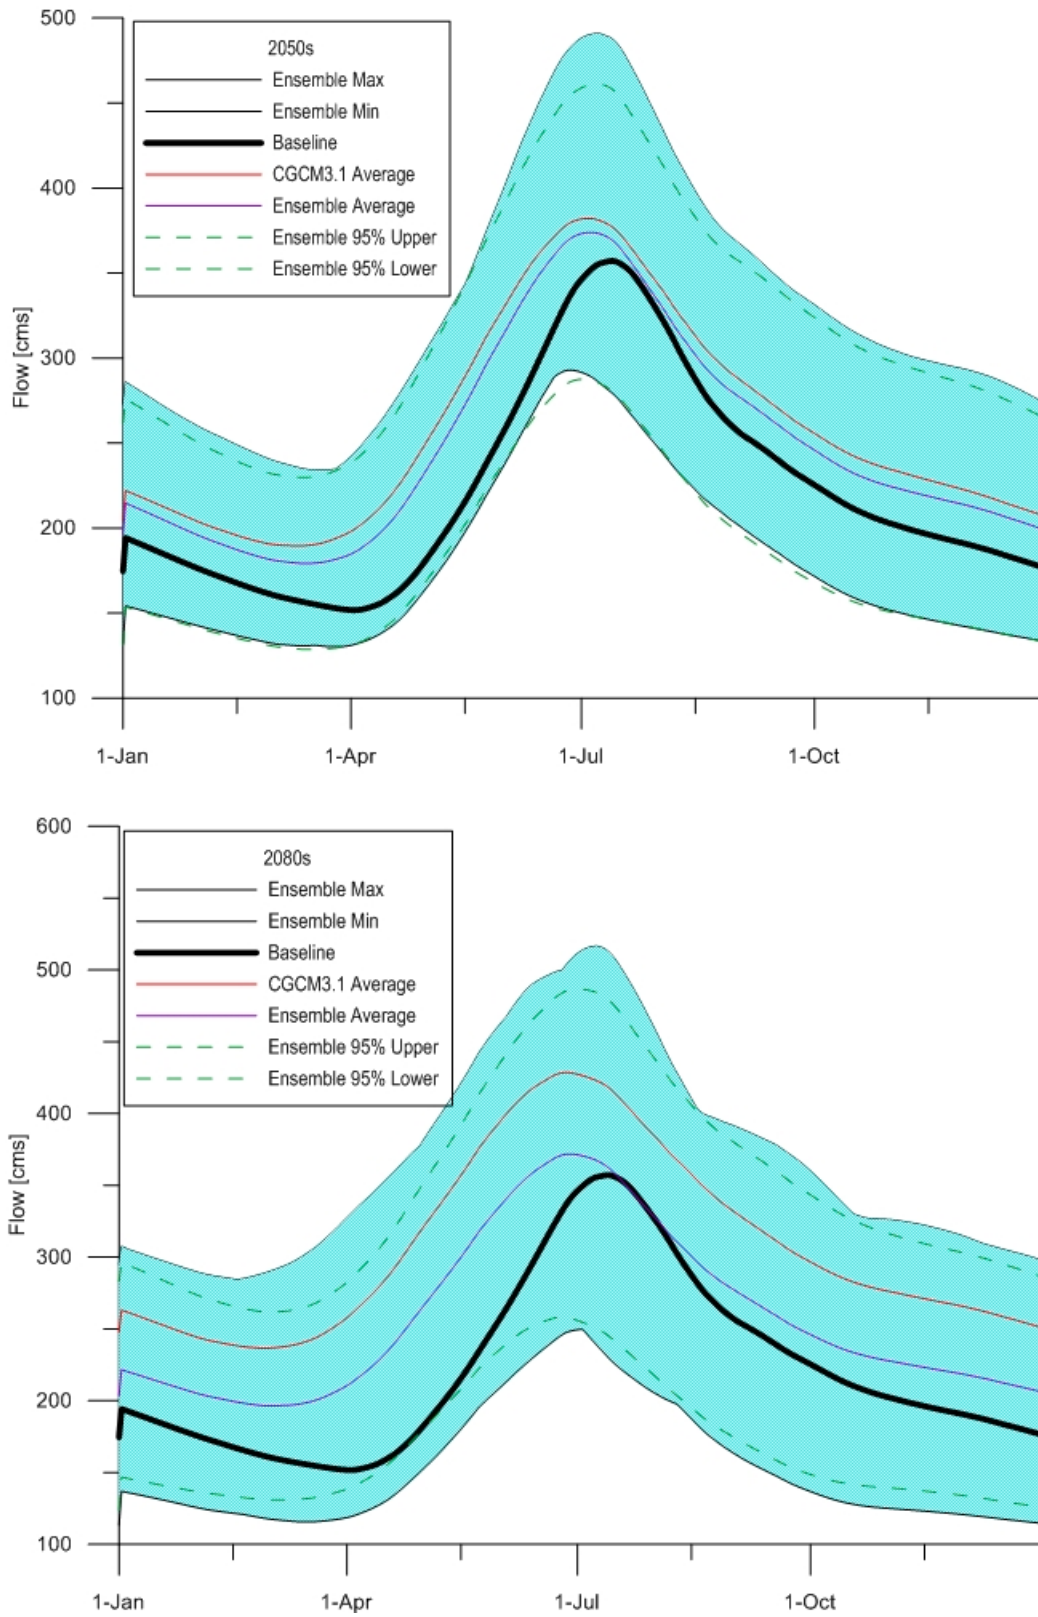 500
2050s
Ensemble Max
Ensemble Min
Baseline
CGCM3.1 Average
Ensemble Average
Ensemble 95% Upper
Ensemble 95% Lower
400
300
200
100
Flow [cms]
1-Jan 1-Apr 1-Jul 1-Oct
600
2080s
Ensemble Max
Ensemble Min
Baseline
CGCM3.1 Average
Ensemble Average
Ensemble 95% Upper
Ensemble 95% Lower
500
400
300
200
100
Flow [cms]
1-Jan 1-Apr 1-Jul 1-Oct